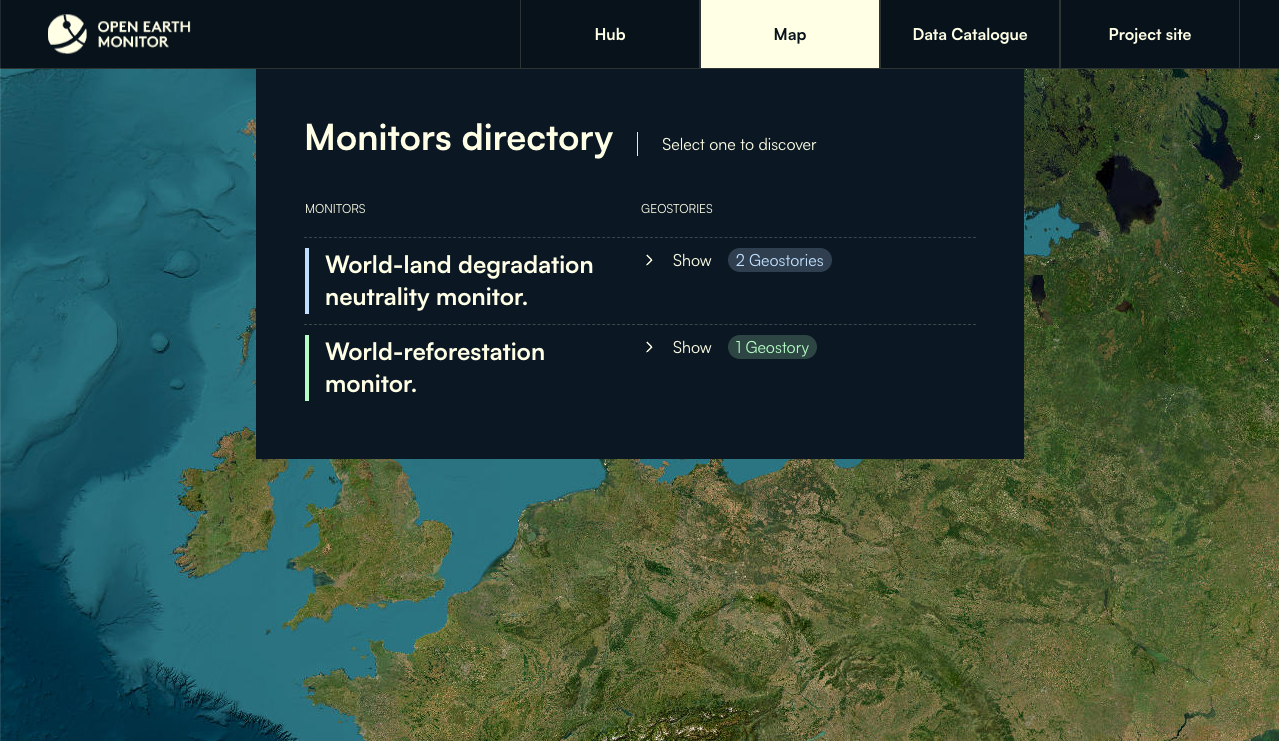 OPEN EARTH
MONITOR
Hub
Map
Data Catalogue
Project site
Monitors directory
Select one to discover
MONITORS
GEOSTORIES
World-land degradation
neutrality monitor.
Show
2 Geostories
World-reforestation
monitor.
Show
1 Geostory